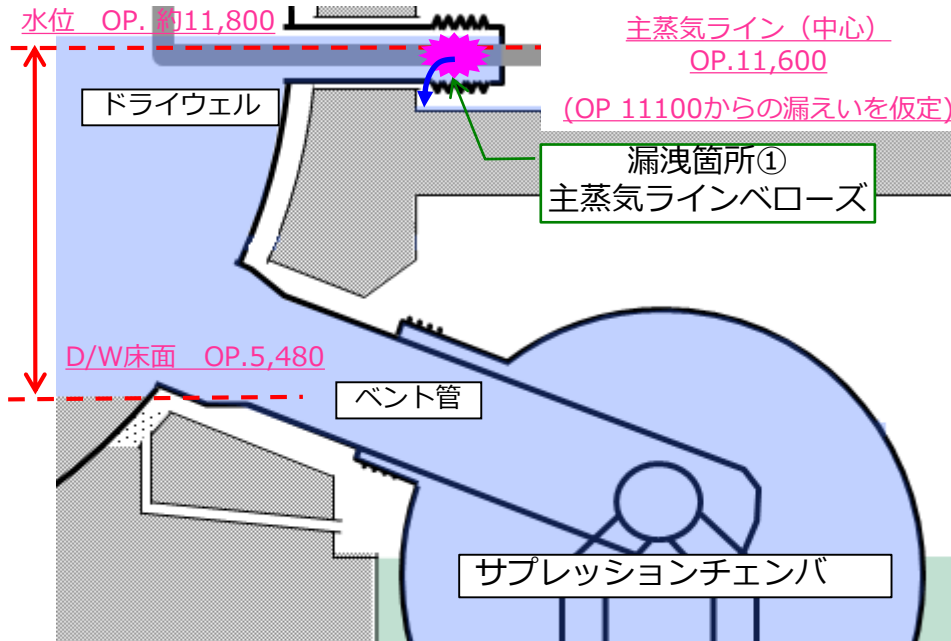 水位 OP. 約11,800
主蒸気ライン（中心）
OP.11,600
(OP 11100からの漏えいを仮定)
ドライウェル
漏洩箇所①
主蒸気ラインベローズ
D/W床面 OP.5,480
ベント管
サプレッションチェンバ